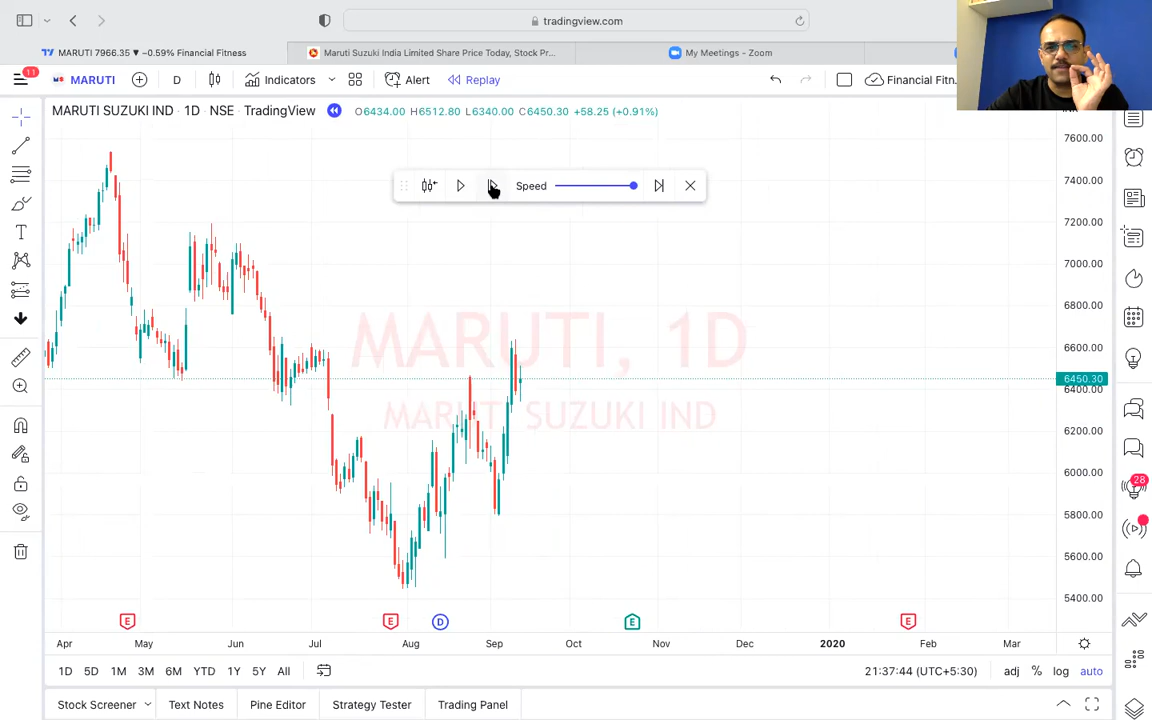 tradingview.com
MARUTI 7966.35 ▼ −0.59% Financial Fitness
Maruti Suzuki India Limited Share Price Today, Stock Pr...
My Meetings - Zoom
11
MARUTI
D
Indicators
Alert
Replay
Financial Fitn..
MARUTI SUZUKI IND · 1D · NSE · TradingView
O6434.00 H6512.80 L6340.00 C6450.30 +58.25 (+0.91%)
Speed
MARUTI, 1D
MARUTI SUZUKI IND
7600.00
7400.00
7200.00
7000.00
6800.00
6600.00
6450.30
6400.00
6200.00
6000.00
5800.00
5600.00
5400.00
28
E
E
D
E
E
Apr
May
Jun
Jul
Aug
Sep
Oct
Nov
Dec
2020
Feb
Mar
1D
5D
1M
3M
6M
YTD
1Y
5Y
All
21:37:44 (UTC+5:30)
adj
%
log
auto
Stock Screener
Text Notes
Pine Editor
Strategy Tester
Trading Panel